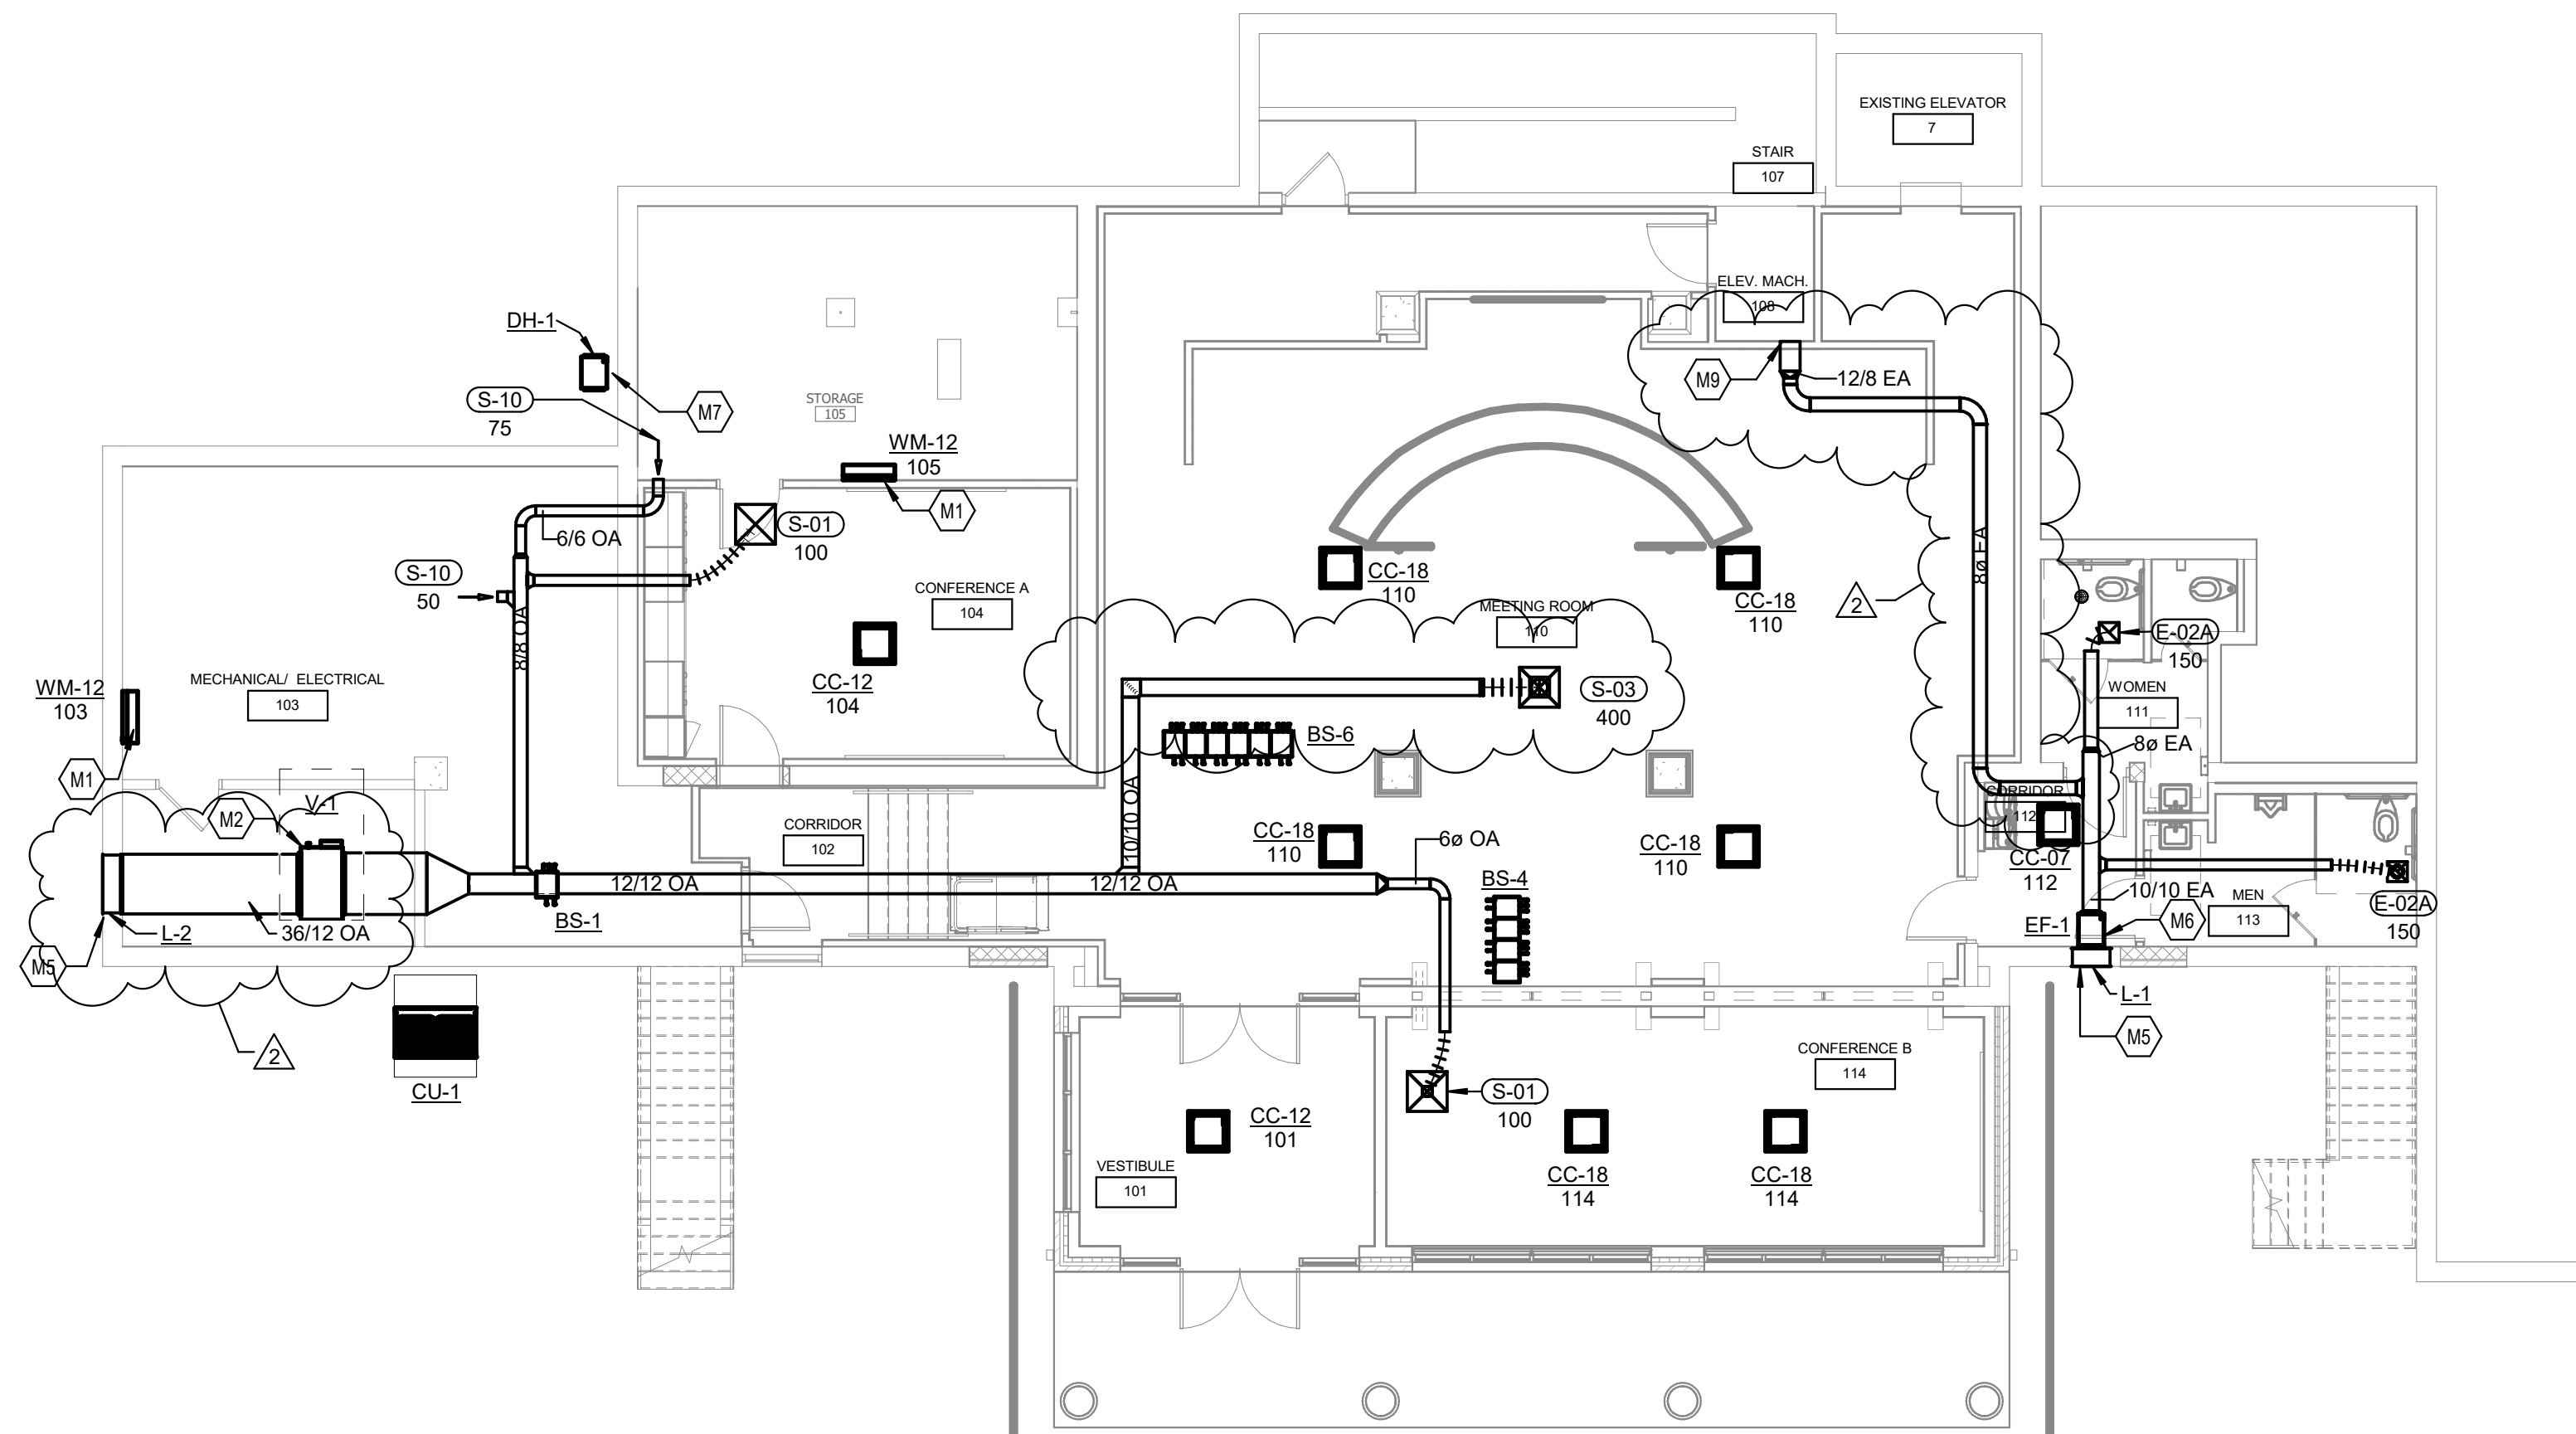 EXISTING ELEVATOR
7
STAIR
107
ELEV. MACH.
108
DH-1
M7
S-10
75
STORAGE
105
WM-12
105
M1
M9
12/8 EA
6/6 OA
S-01
100
S-10
50
8/8 OA
CONFERENCE A
104
CC-12
104
CC-18
110
CC-18
110
MEETING ROOM
110
S-03
400
2
8ø EA
E-02A
150
WOMEN
111
8ø EA
WM-12
103
MECHANICAL/ ELECTRICAL
103
M1
BS-6
10/10 OA
V-1
M2
CORRIDOR
102
CC-18
110
CC-18
110
6ø OA
BS-4
CORRIDOR
112
CC-07
112
10/10 EA
MEN
113
E-02A
150
EF-1
M6
12/12 OA
12/12 OA
BS-1
36/12 OA
L-2
M5
L-1
M5
2
CU-1
CONFERENCE B
114
S-01
100
CC-12
101
VESTIBULE
101
CC-18
114
CC-18
114